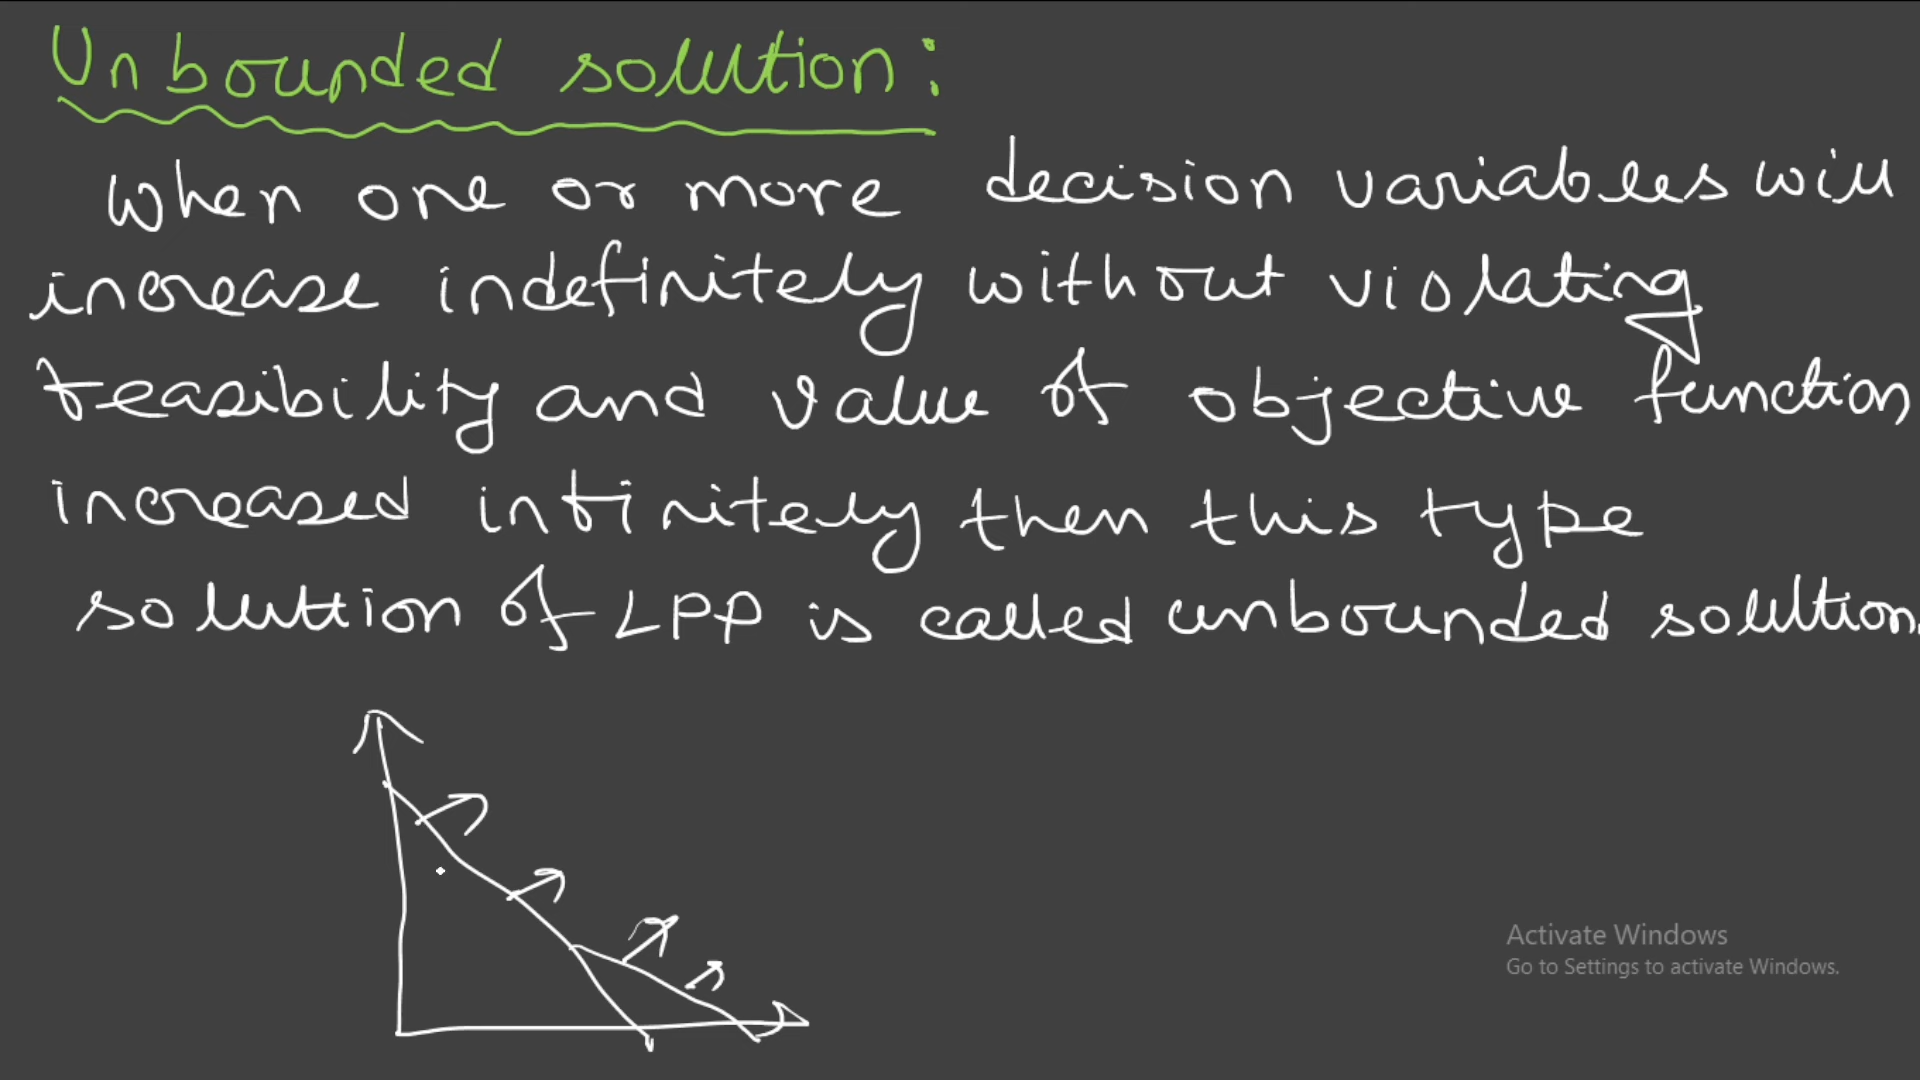 Unbounded solution:
When one or more decision variables will
increase indefinitely without violating
feasibility and value of objective function
increased infinitely then this type
solution of LPP is called unbounded solution.
Activate Windows
Go to Settings to activate Windows.